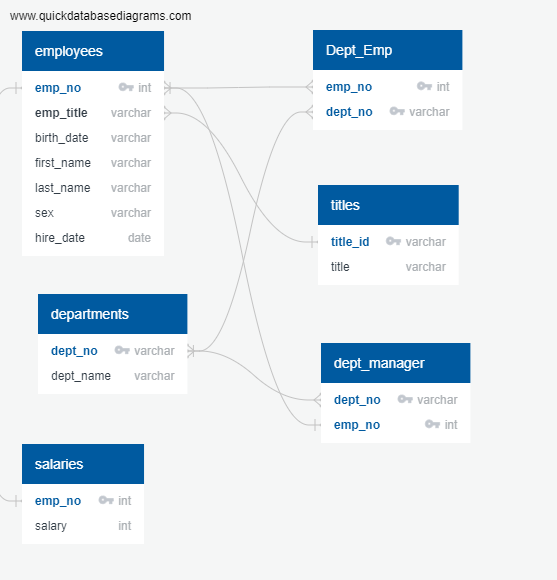 www.quickdatabasediagrams.com
employees
emp_no int
emp_title varchar
birth_date varchar
first_name varchar
last_name varchar
sex varchar
hire_date date
Dept_Emp
emp_no int
dept_no varchar
titles
title_id varchar
title varchar
departments
dept_no varchar
dept_name varchar
dept_manager
dept_no varchar
emp_no int
salaries
emp_no int
salary int